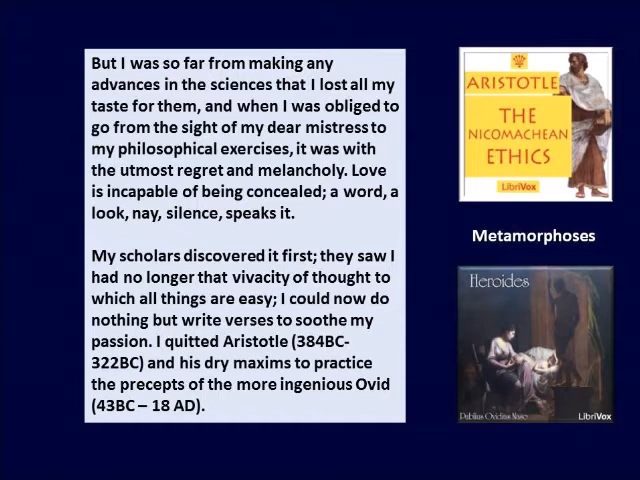 But I was so far from making any
advances in the sciences that I lost all my
taste for them, and when I was obliged to
go from the sight of my dear mistress to
my philosophical exercises, it was with
the utmost regret and melancholy. Love
is incapable of being concealed; a word, a
look, nay, silence, speaks it.
My scholars discovered it first; they saw I
had no longer that vivacity of thought to
which all things are easy; I could now do
nothing but write verses to soothe my
passion. I quitted Aristotle (384BC-
322BC) and his dry maxims to practice
the precepts of the more ingenious Ovid
(43BC – 18 AD).
ARISTOTLE
THE
NICOMACHEAN
ETHICS
LibriVox
Metamorphoses
Heroides
Publius Ovidius Naso
LibriVox